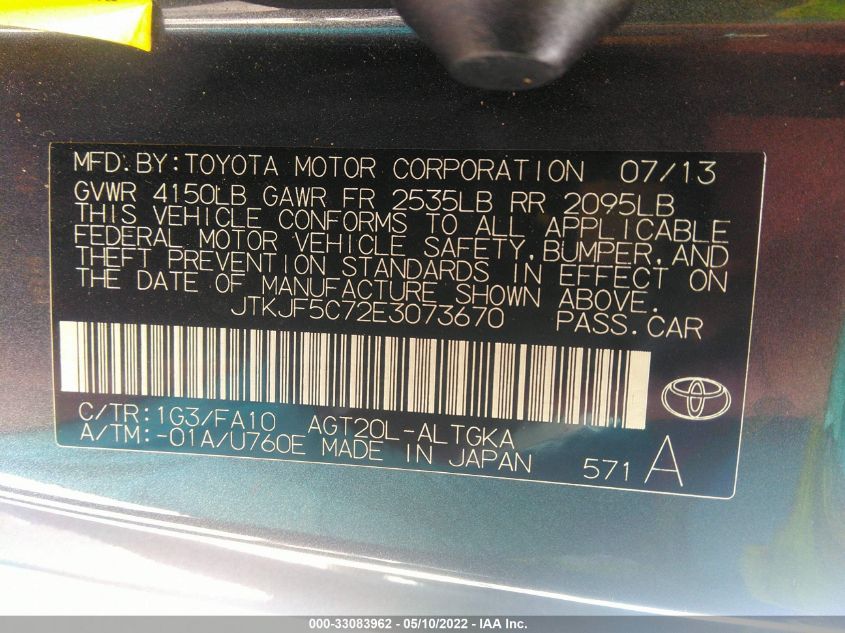 MFD.BY:TOYOTA MOTOR CORPORATION 07/13
GVWR 4150LB GAWR FR 2535LB RR 2095LB
THIS VEHICLE CONFORMS TO ALL APPLICABLE
FEDERAL MOTOR VEHICLE SAFETY,BUMPER,AND
THEFT PREVENTION STANDARDS IN EFFECT ON
THE DATE OF MANUFACTURE SHOWN ABOVE.
JTKJF5C72E3073670 PASS.CAR
C/TR:1G3/FA10 AGT20L-ALTGKA
A/TM:-01A/U760E MADE IN JAPAN 571 A
000-33083962 - 05/10/2022 - IAA Inc.